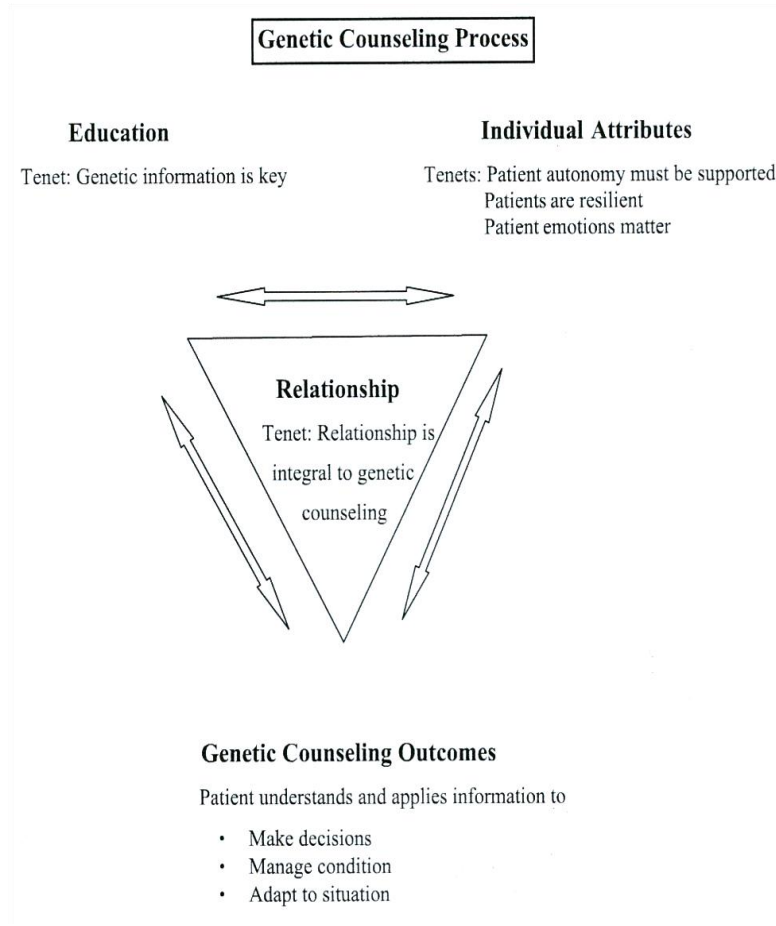 Genetic Counseling Process
Education
Tenet: Genetic information is key
Individual Attributes
Tenets: Patient autonomy must be supported
Patients are resilient
Patient emotions matter
Relationship
Tenet: Relationship is
integral to genetic
counseling
Genetic Counseling Outcomes
Patient understands and applies information to
• Make decisions
• Manage condition
• Adapt to situation